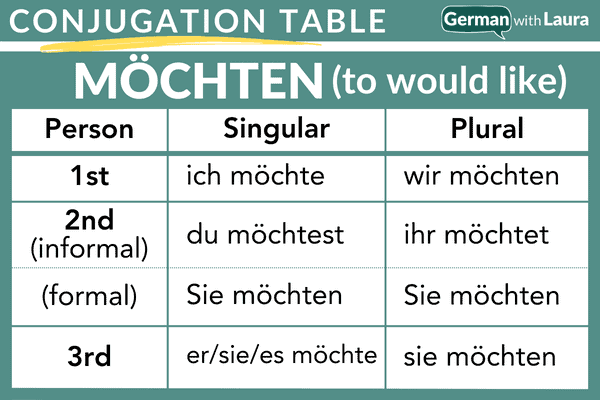 CONJUGATION TABLE
German with Laura
MÖCHTEN (to would like)
Person Singular Plural
1st ich möchte wir möchten
2nd
(informal) du möchtest ihr möchtet
(formal) Sie möchten Sie möchten
3rd er/sie/es möchte sie möchten